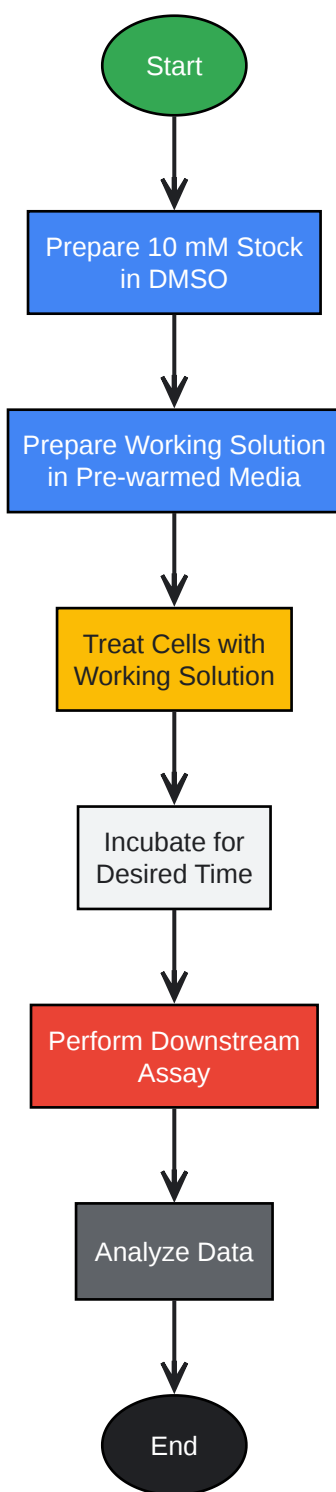 Start
Prepare 10 mM Stock
in DMSO
Prepare Working Solution
in Pre-warmed Media
Treat Cells with
Working Solution
Incubate for
Desired Time
Perform Downstream
Assay
Analyze Data
End